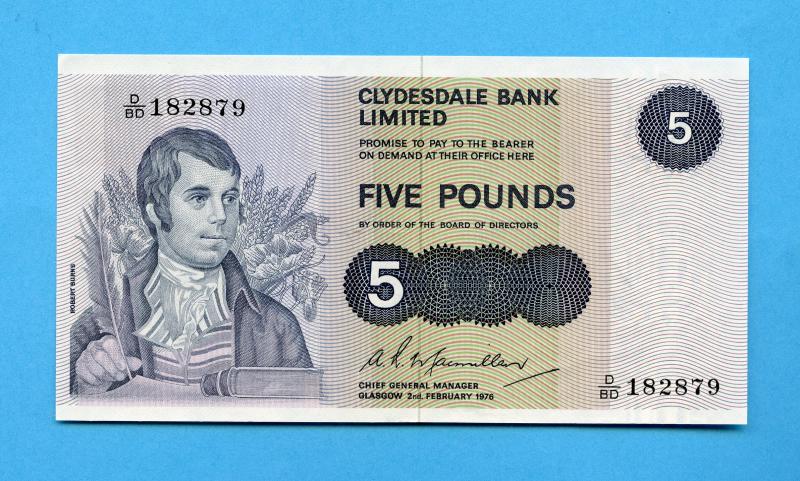 D/BD 182879
CLYDESDALE BANK
LIMITED
5
PROMISE TO PAY TO THE BEARER
ON DEMAND AT THEIR OFFICE HERE
FIVE POUNDS
BY ORDER OF THE BOARD OF DIRECTORS
5
ROBERT BURNS
A. R. Macmillan
CHIEF GENERAL MANAGER
GLASGOW 2nd. FEBRUARY 1976
D/BD 182879